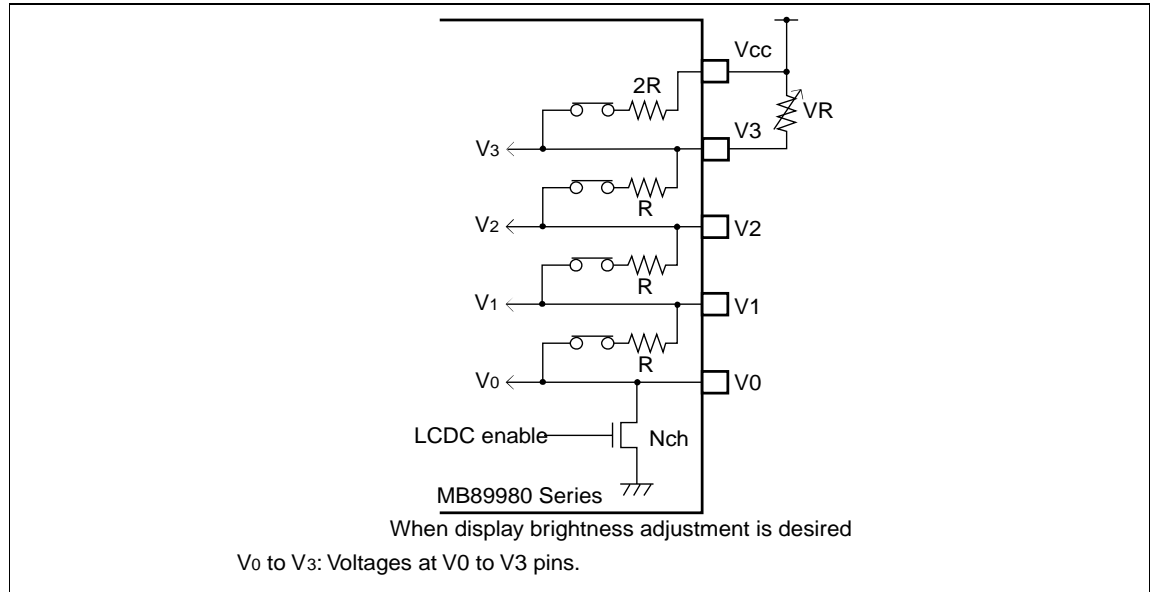 Vcc
2R
VR
V3
V3
R
V2
V2
R
V1
V1
R
V0
V0
LCDC enable
Nch
MB89980 Series
When display brightness adjustment is desired
V0 to V3: Voltages at V0 to V3 pins.